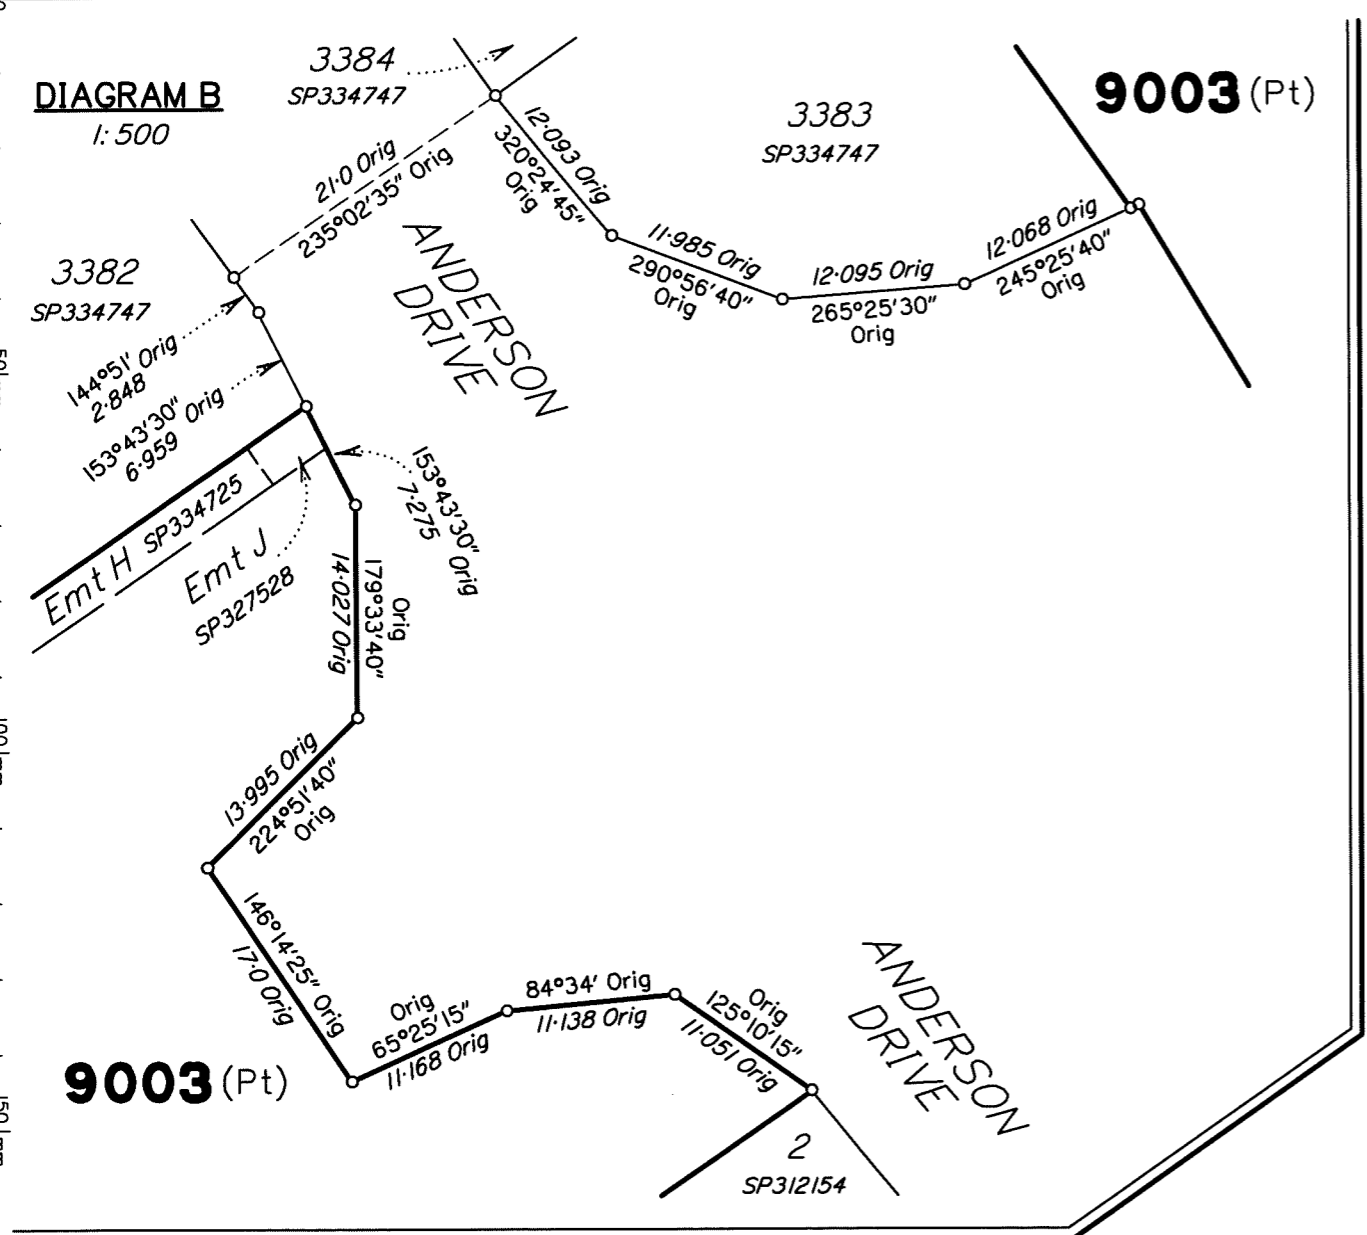 DIAGRAM B
1:500
3384
SP334747
9003 (Pt)
3383
SP334747
21·0 Orig
235°02'35" Orig
12·093 Orig
320°24'45"
Orig
11·985 Orig
290°56'40"
Orig
12·095 Orig
265°25'30"
Orig
12·068 Orig
245°25'40"
Orig
3382
SP334747
ANDERSON
DRIVE
144°51' Orig
2·848
153°43'30" Orig
6·959
153°43'30" Orig
7·275
Emt H SP334725
Emt J
SP327528
Orig
179°33'40"
14·027 Orig
13·995 Orig
224°51'40"
Orig
146°14'25" Orig
17·0 Orig
Orig
65°25'15"
11·168 Orig
84°34' Orig
11·138 Orig
Orig
125°10'15"
11·051 Orig
ANDERSON
DRIVE
9003 (Pt)
2
SP312154